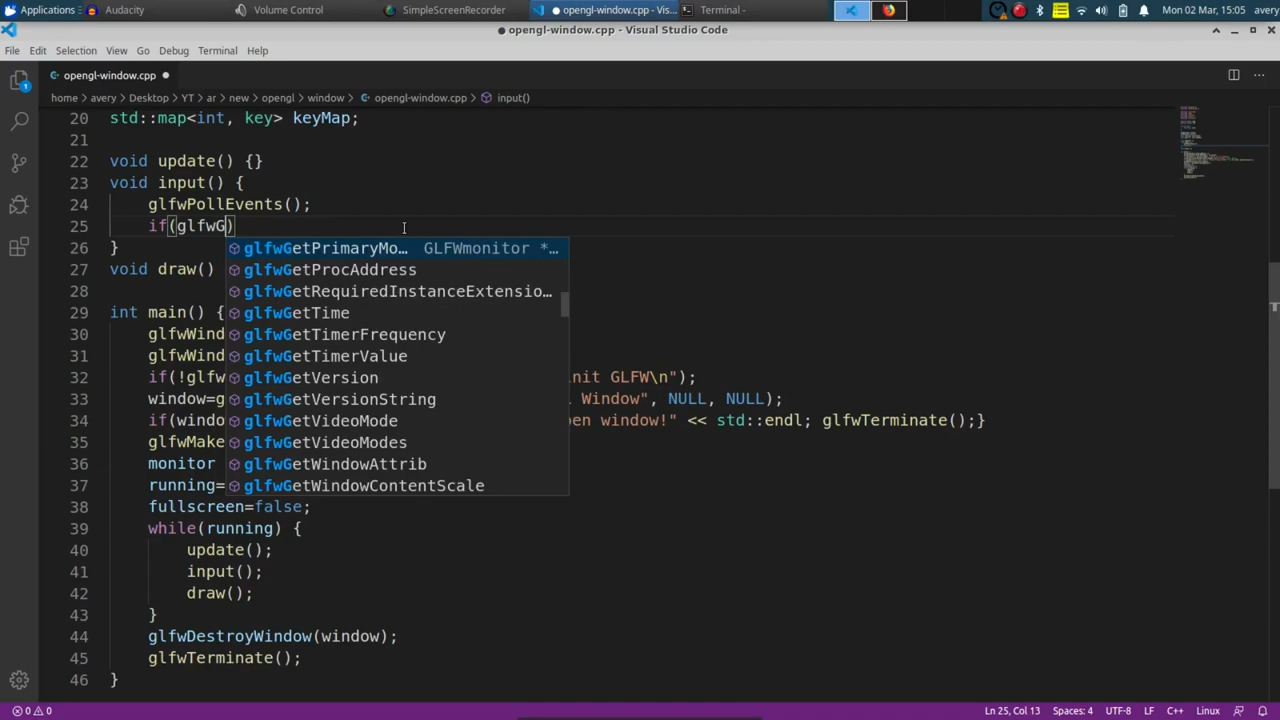 Applications
Audacity
Volume Control
SimpleScreenRecorder
● opengl-window.cpp - Vis...
Terminal -
Mon 02 Mar, 15:05 avery
● opengl-window.cpp - Visual Studio Code
File Edit Selection View Go Debug Terminal Help
opengl-window.cpp ●
home > avery > Desktop > YT > ar > new > opengl > window > opengl-window.cpp > input()
20 std::map<int, key> keyMap;
21
22 void update() {}
23 void input() {
24 glfwPollEvents();
25 if(glfwG)
glfwGetPrimaryMo… GLFWmonitor *…
glfwGetProcAddress
glfwGetRequiredInstanceExtensio…
glfwGetTime
glfwGetTimerFrequency
glfwGetTimerValue
glfwGetVersion
glfwGetVersionString
glfwGetVideoMode
glfwGetVideoModes
glfwGetWindowAttrib
glfwGetWindowContentScale
26 }
27 void draw()
28
29 int main() {
30 glfwWind
31 glfwWind
32 if(!glfw nit GLFW\n");
33 window=g l Window", NULL, NULL);
34 if(windo pen window!" << std::endl; glfwTerminate();}
35 glfwMake
36 monitor
37 running=
38 fullscreen=false;
39 while(running) {
40 update();
41 input();
42 draw();
43 }
44 glfwDestroyWindow(window);
45 glfwTerminate();
46 }
0 0
Ln 25, Col 13 Spaces: 4 UTF-8 LF C++ Linux